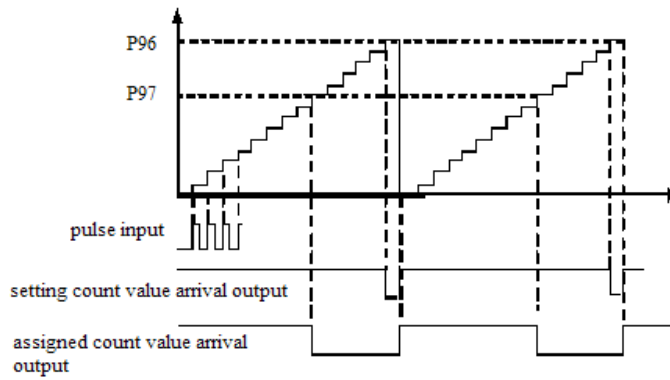 P96
P97
pulse input
setting count value arrival output
assigned count value arrival
output